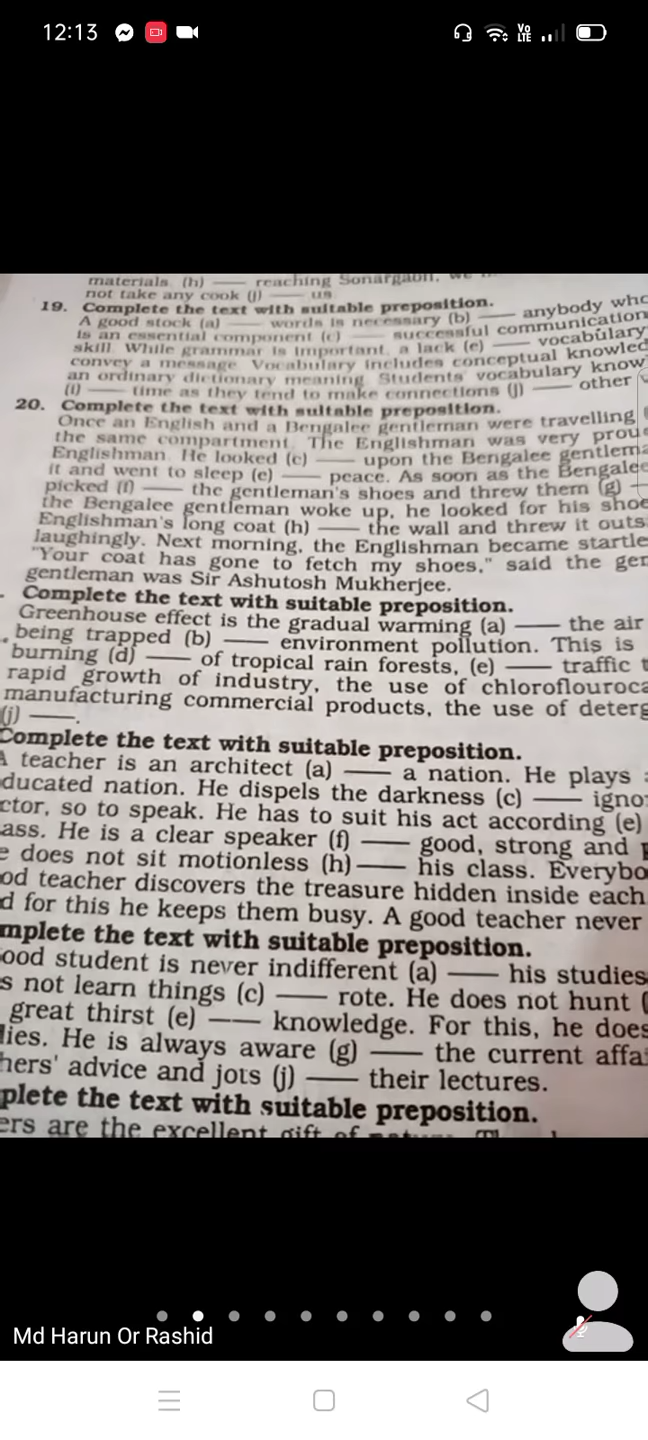 12:13
Vo LTE
materials (h) —— reaching Sonargaon, we
not take any cook (j) —— us
19. Complete the text with suitable preposition.
A good stock (a) —— words is necessary (b) —— anybody who
is an essential component (c) —— successful communication
skill. While grammar is important, a lack (e) —— vocabulary
convey a message. Vocabulary includes conceptual knowled
an ordinary dictionary meaning. Students' vocabulary know
(i) —— time as they tend to make connections (j) —— other
20. Complete the text with suitable preposition.
Once an English and a Bengalee gentleman were travelling
the same compartment. The Englishman was very prou
Englishman. He looked (c) —— upon the Bengalee gentlema
it and went to sleep (e) —— peace. As soon as the Bengalee
picked (f) —— the gentleman's shoes and threw them (g) —
the Bengalee gentleman woke up, he looked for his shoe
Englishman's long coat (h) —— the wall and threw it outs
laughingly. Next morning, the Englishman became startle
"Your coat has gone to fetch my shoes," said the ger
gentleman was Sir Ashutosh Mukherjee.
. Complete the text with suitable preposition.
Greenhouse effect is the gradual warming (a) —— the air
being trapped (b) —— environment pollution. This is
burning (d) —— of tropical rain forests, (e) —— traffic t
rapid growth of industry, the use of chloroflouroca
manufacturing commercial products, the use of deterg
(j) ——.
Complete the text with suitable preposition.
A teacher is an architect (a) —— a nation. He plays
ducated nation. He dispels the darkness (c) —— igno
ctor, so to speak. He has to suit his act according (e)
ass. He is a clear speaker (f) —— good, strong and p
e does not sit motionless (h) —— his class. Everybo
od teacher discovers the treasure hidden inside each
d for this he keeps them busy. A good teacher never
mplete the text with suitable preposition.
ood student is never indifferent (a) —— his studies
s not learn things (c) —— rote. He does not hunt (
great thirst (e) —— knowledge. For this, he does
lies. He is always aware (g) —— the current affa
hers' advice and jots (j) —— their lectures.
plete the text with suitable preposition.
ers are the excellent gift of
Md Harun Or Rashid